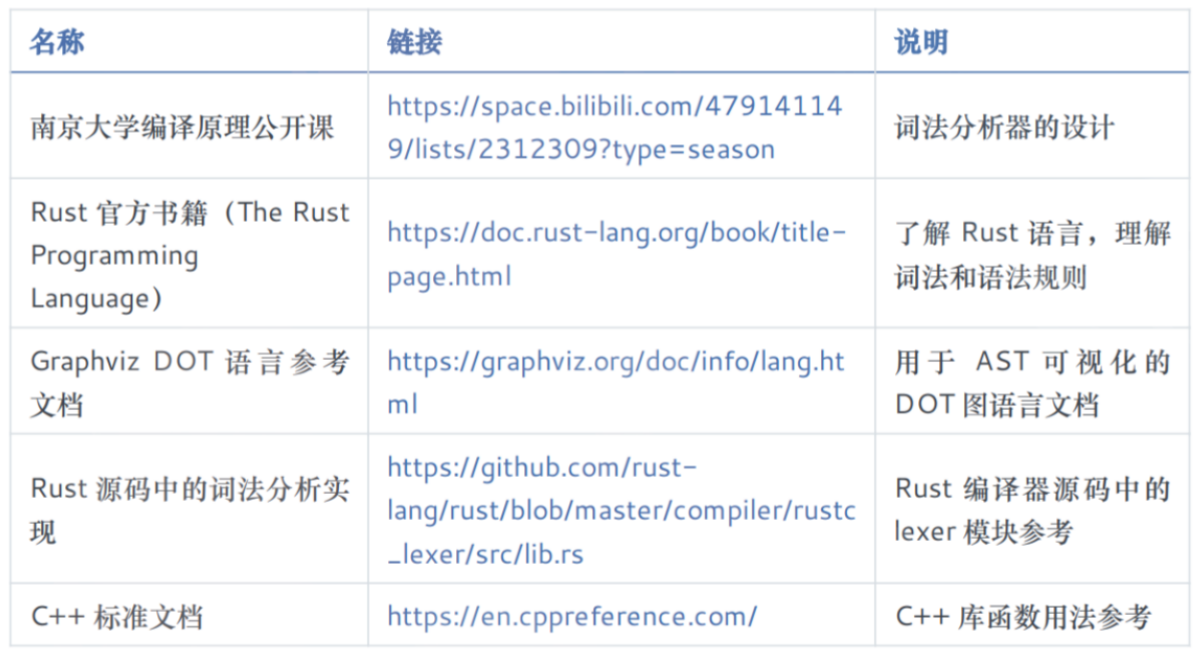 名称
链接
说明
南京大学编译原理公开课
https://space.bilibili.com/47914114
9/lists/2312309?type=season
词法分析器的设计
Rust 官方书籍（The Rust
Programming
Language）
https://doc.rust-lang.org/book/title-
page.html
了解 Rust 语言，理解
词法和语法规则
Graphviz DOT 语言参考
文档
https://graphviz.org/doc/info/lang.ht
ml
用于 AST 可视化的
DOT 图语言文档
Rust 源码中的词法分析实
现
https://github.com/rust-
lang/rust/blob/master/compiler/rustc
_lexer/src/lib.rs
Rust 编译器源码中的
lexer 模块参考
C++ 标准文档
https://en.cppreference.com/
C++ 库函数用法参考